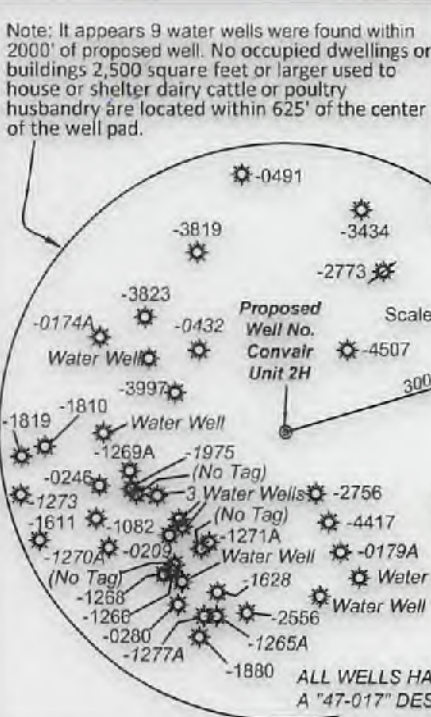 Note: It appears 9 water wells were found within
2000' of proposed well. No occupied dwellings or
buildings 2,500 square feet or larger used to
house or shelter dairy cattle or poultry
husbandry are located within 625' of the center
of the well pad.
-0491
-3434
-3819
-2773
-3823
Proposed
Well No.
Convair
Unit 2H
Scale
-0174A
-0432
Water Well
-4507
-3997
300
-1810
-1819
Water Well
-1269A
-1975
(No Tag)
-0246
3 Water Wells
-2756
-1273
(No Tag)
-1611
-1082
-4417
-1271A
-1270A
-0209
-0179A
Water Well
(No Tag)
Water
-1268
-1628
-1266
Water Well
-0280
-2556
-1277A
-1265A
-1880
ALL WELLS HA
A "47-017" DES